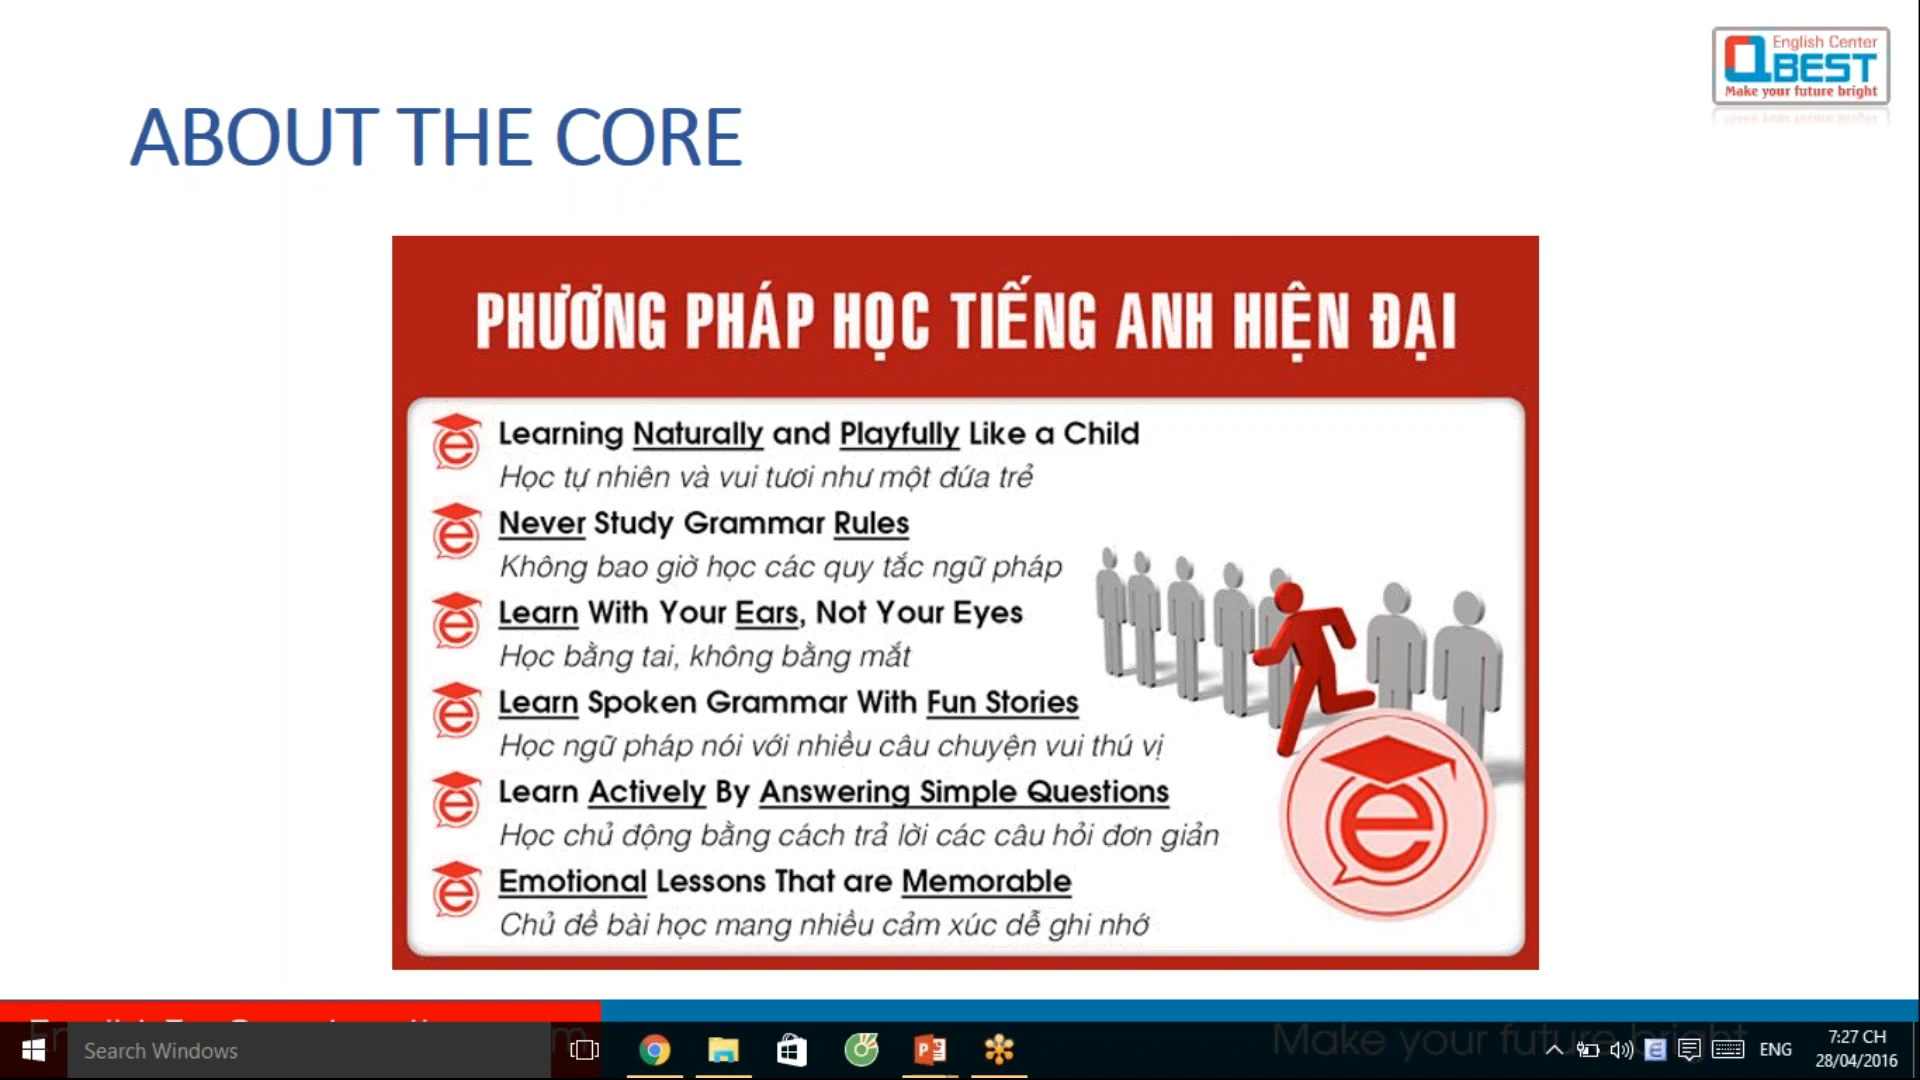 English Center
QBEST
Make your future bright
ABOUT THE CORE
PHƯƠNG PHÁP HỌC TIẾNG ANH HIỆN ĐẠI
Learning Naturally and Playfully Like a Child
Học tự nhiên và vui tươi như một đứa trẻ
Never Study Grammar Rules
Không bao giờ học các quy tắc ngữ pháp
Learn With Your Ears, Not Your Eyes
Học bằng tai, không bằng mắt
Learn Spoken Grammar With Fun Stories
Học ngữ pháp nói với nhiều câu chuyện vui thú vị
Learn Actively By Answering Simple Questions
Học chủ động bằng cách trả lời các câu hỏi đơn giản
Emotional Lessons That are Memorable
Chủ đề bài học mang nhiều cảm xúc dễ ghi nhớ
Make your future bright
Search Windows
ENG
7:27 CH
28/04/2016